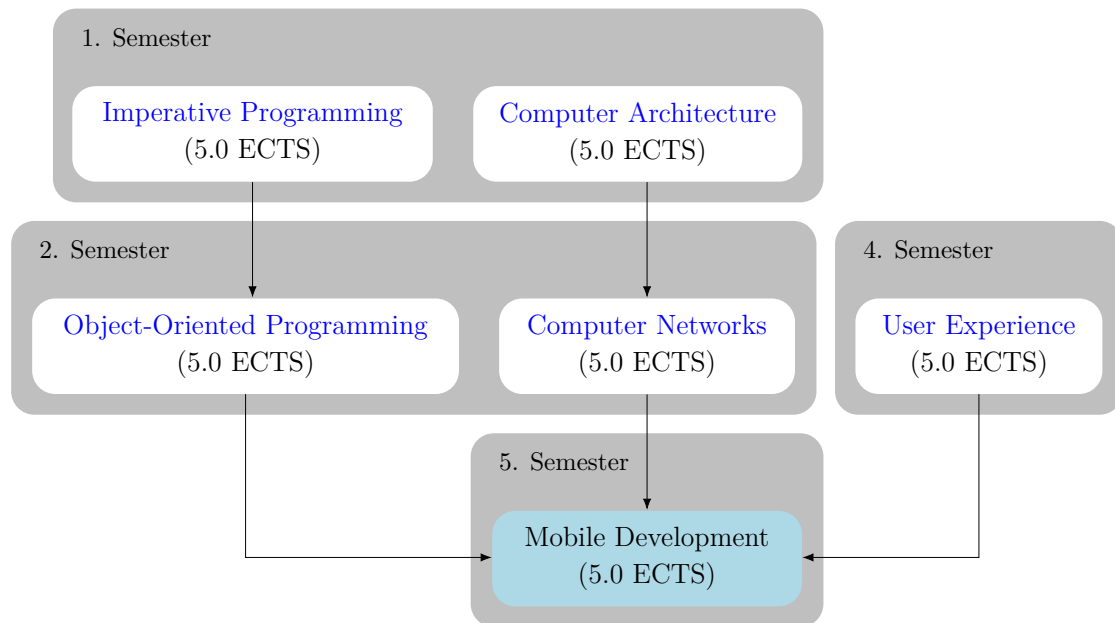 1. Semester
Imperative Programming
(5.0 ECTS)
Computer Architecture
(5.0 ECTS)
2. Semester
Object-Oriented Programming
(5.0 ECTS)
Computer Networks
(5.0 ECTS)
4. Semester
User Experience
(5.0 ECTS)
5. Semester
Mobile Development
(5.0 ECTS)